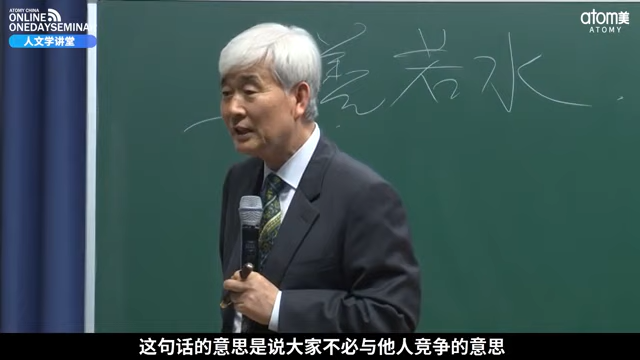 ATOMY CHINA
ONLINE
ONEDAYSEMINAR
人文学讲堂
atom美
ATOMY
善若水
这句话的意思是说大家不必与他人竞争的意思